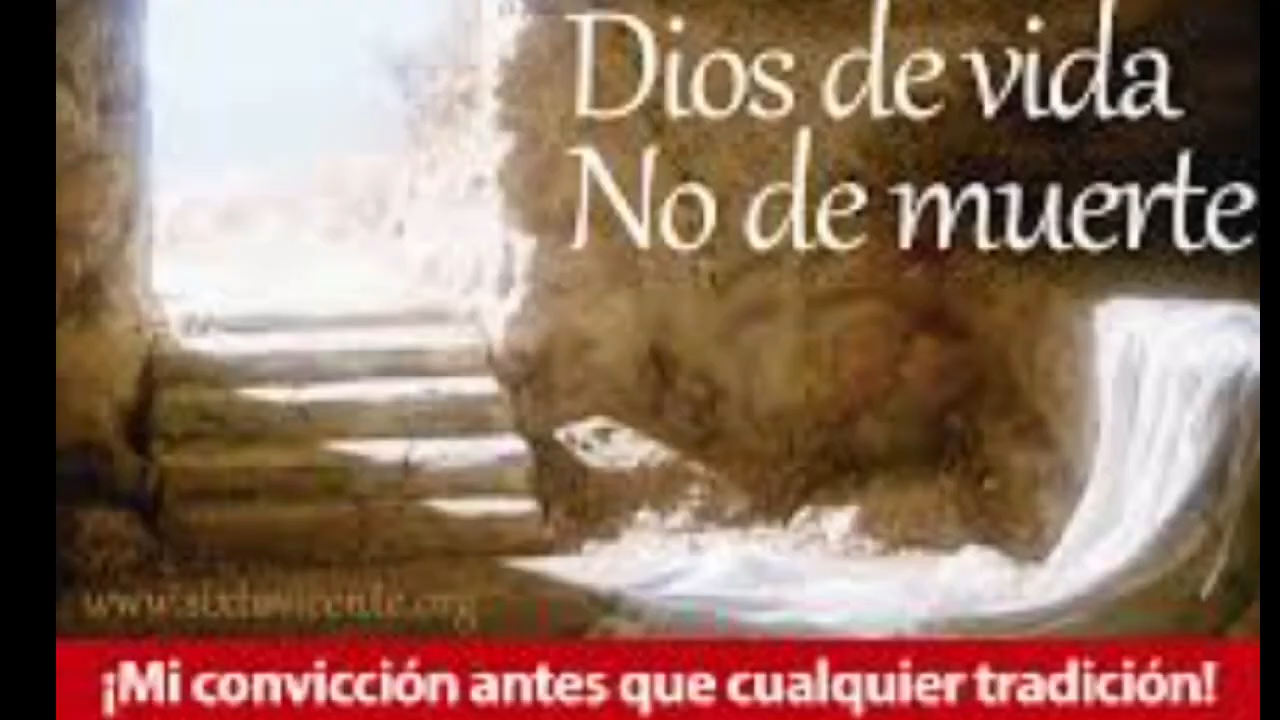 Dios de vida
No de muerte
¡Mi convicción antes que cualquier tradición!